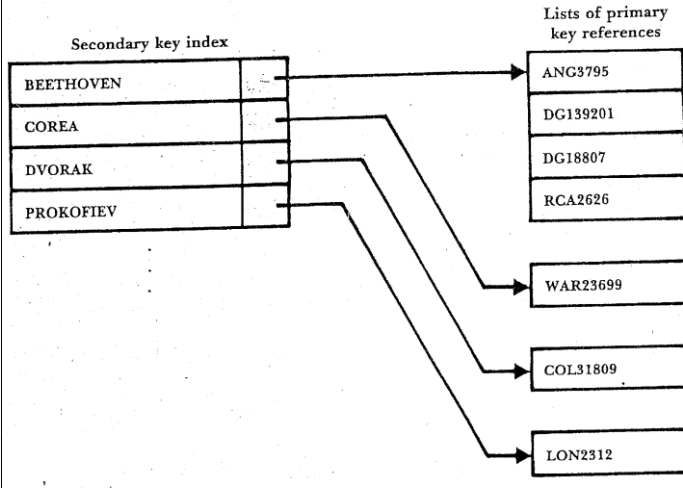 Lists of primary
key references
Secondary key index
BEETHOVEN
COREA
DVORAK
PROKOFIEV
ANG3795
DG139201
DG18807
RCA2626
WAR23699
COL31809
LON2312